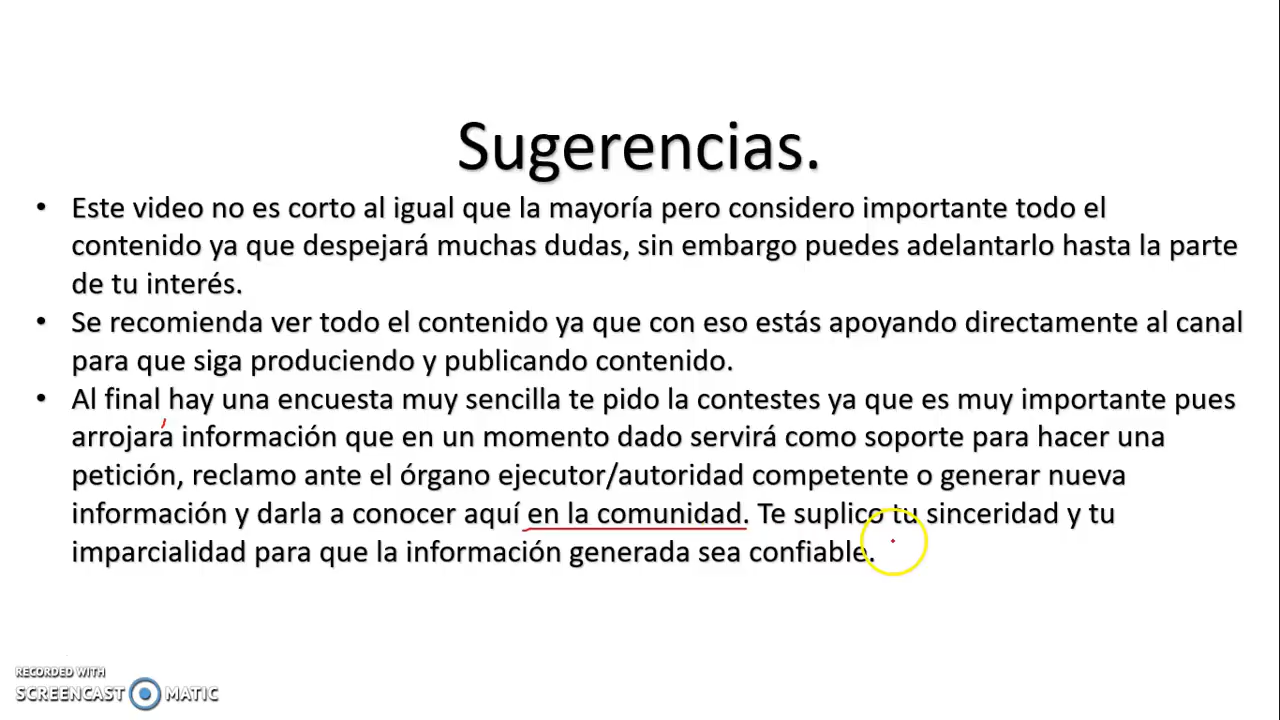 Sugerencias.
• Este video no es corto al igual que la mayoría pero considero importante todo el
contenido ya que despejará muchas dudas, sin embargo puedes adelantarlo hasta la parte
de tu interés.
• Se recomienda ver todo el contenido ya que con eso estás apoyando directamente al canal
para que siga produciendo y publicando contenido.
• Al final hay una encuesta muy sencilla te pido la contestes ya que es muy importante pues
arrojara información que en un momento dado servirá como soporte para hacer una
petición, reclamo ante el órgano ejecutor/autoridad competente o generar nueva
información y darla a conocer aquí en la comunidad. Te suplico tu sinceridad y tu
imparcialidad para que la información generada sea confiable.
RECORDED WITH
SCREENCAST MATIC